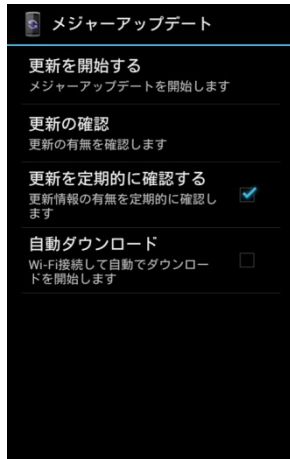 メジャーアップデート
更新を開始する
メジャーアップデートを開始します
更新の確認
更新の有無を確認します
更新を定期的に確認する
更新情報の有無を定期的に確認し
ます
自動ダウンロード
Wi-Fi接続して自動でダウンロー
ドを開始します